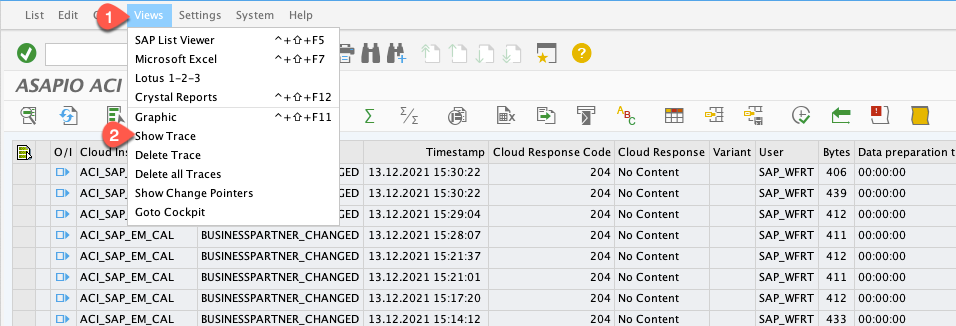 List Edit 1 Views Settings System Help
SAP List Viewer ^+⇧+F5
Microsoft Excel ^+⇧+F7
Lotus 1-2-3
Crystal Reports ^+⇧+F12
Graphic ^+⇧+F11
2 Show Trace
Delete Trace
Delete all Traces
Show Change Pointers
Goto Cockpit
ASAPIO ACI
O/I Cloud Timestamp Cloud Response Code Cloud Response Variant User Bytes Data preparation t
ACI_SAP_ 13.12.2021 15:30:22 204 No Content SAP_WFRT 406 00:00:00
ACI_SAP_ 13.12.2021 15:30:22 204 No Content SAP_WFRT 439 00:00:00
ACI_SAP_ 13.12.2021 15:29:04 204 No Content SAP_WFRT 412 00:00:00
ACI_SAP_EM_CAL BUSINESSPARTNER_CHANGED 13.12.2021 15:28:07 204 No Content SAP_WFRT 411 00:00:00
ACI_SAP_EM_CAL BUSINESSPARTNER_CHANGED 13.12.2021 15:21:37 204 No Content SAP_WFRT 412 00:00:00
ACI_SAP_EM_CAL BUSINESSPARTNER_CHANGED 13.12.2021 15:21:01 204 No Content SAP_WFRT 411 00:00:00
ACI_SAP_EM_CAL BUSINESSPARTNER_CHANGED 13.12.2021 15:17:20 204 No Content SAP_WFRT 412 00:00:00
ACI_SAP_EM_CAL BUSINESSPARTNER_CHANGED 13.12.2021 15:14:12 204 No Content SAP_WFRT 433 00:00:00